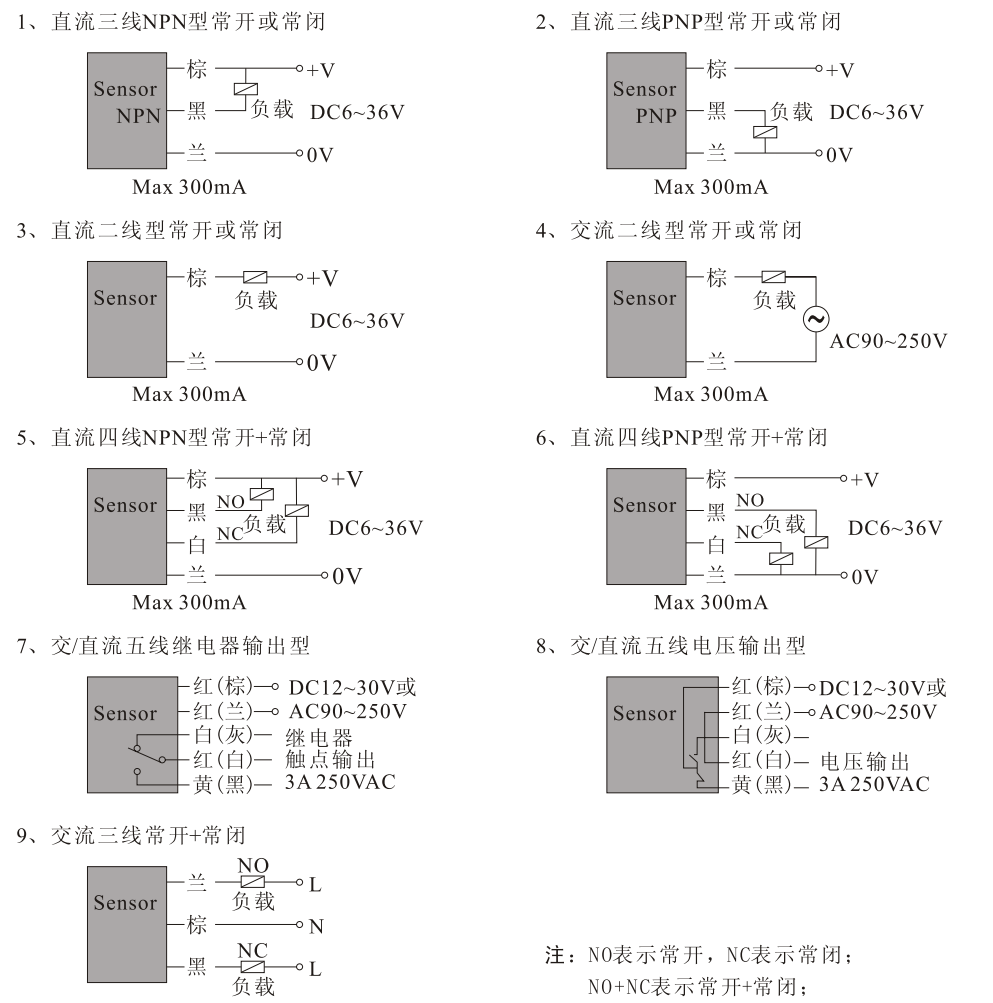 1、直流三线NPN型常开或常闭
Sensor
NPN
棕
+V
黑
负载
DC6~36V
兰
0V
Max 300mA
2、直流三线PNP型常开或常闭
Sensor
PNP
棕
+V
黑
负载
DC6~36V
兰
0V
Max 300mA
3、直流二线型常开或常闭
Sensor
棕
+V
负载
DC6~36V
兰
0V
Max 300mA
4、交流二线型常开或常闭
Sensor
棕
负载
~
AC90~250V
兰
Max 300mA
5、直流四线NPN型常开+常闭
Sensor
棕
+V
黑
NO
负载
白
NC
DC6~36V
兰
0V
Max 300mA
6、直流四线PNP型常开+常闭
Sensor
棕
+V
黑
NO
负载
白
NC
DC6~36V
兰
0V
Max 300mA
7、交/直流五线继电器输出型
Sensor
红(棕) DC12~30V或
红(兰) AC90~250V
白(灰) 继电器
红(白) 触点输出
黄(黑) 3A 250VAC
8、交/直流五线电压输出型
Sensor
红(棕) DC12~30V或
红(兰) AC90~250V
白(灰)
红(白) 电压输出
黄(黑) 3A 250VAC
9、交流三线常开+常闭
Sensor
兰
NO
负载
L
棕
N
黑
NC
负载
L
注：NO表示常开，NC表示常闭；
NO+NC表示常开+常闭；